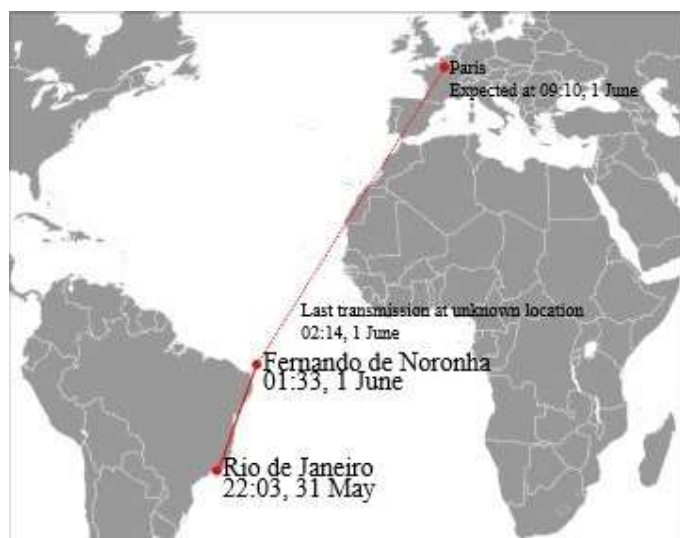 Paris
Expected at 09:10, 1 June
Last transmission at unknown location
02:14, 1 June
Fernando de Noronha
01:33, 1 June
Rio de Janeiro
22:03, 31 May